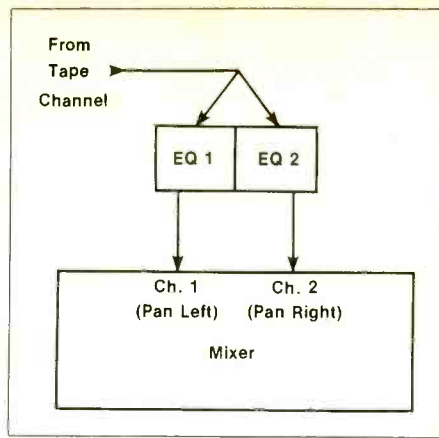 From
Tape
Channel
EQ 1 EQ 2
Ch. 1 Ch. 2
(Pan Left) (Pan Right)
Mixer